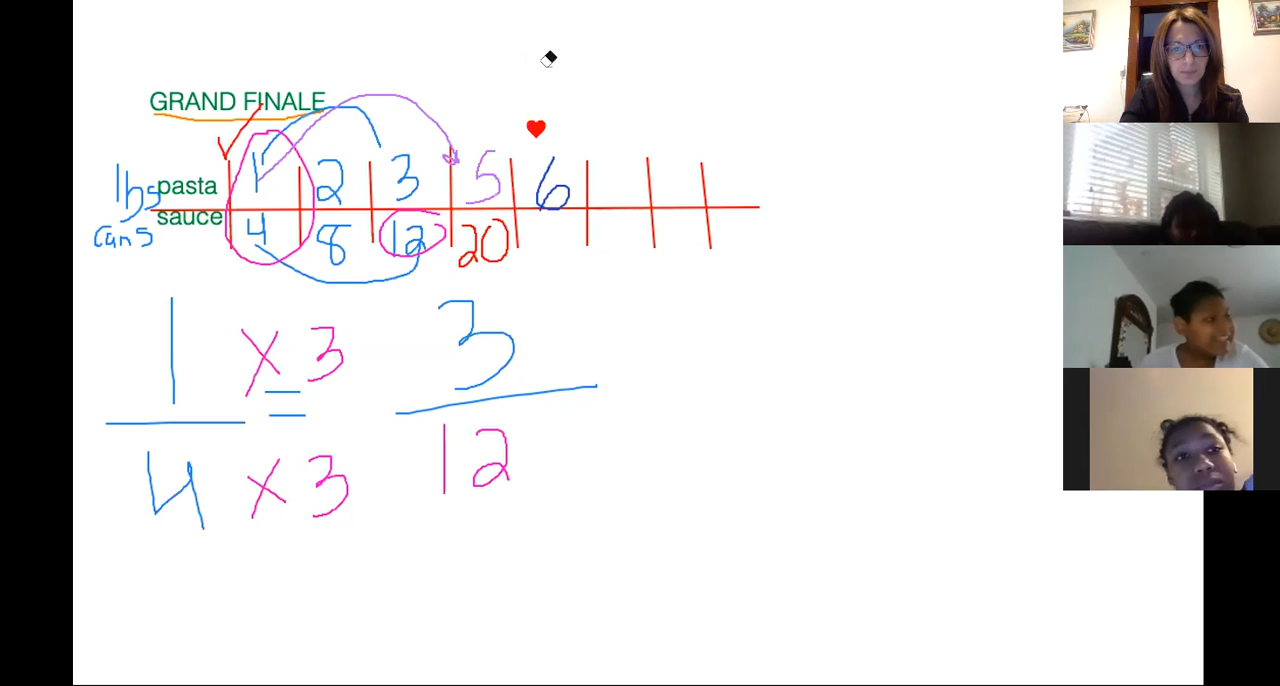 GRAND FINALE
lbs pasta 1 2 3 5 6
cans sauce 4 8 12 20
1 × 3 = 3
4 × 3 12